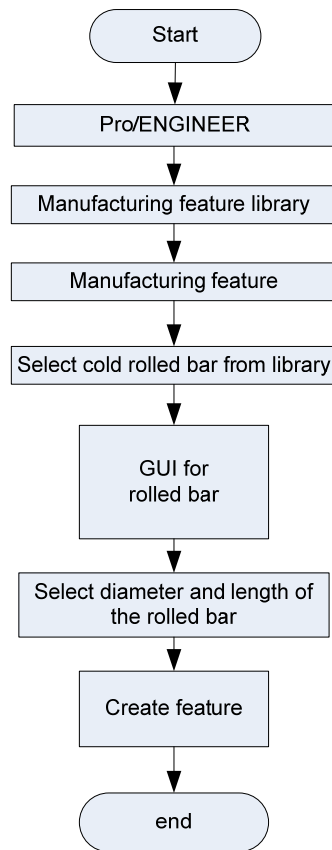 Start
Pro/ENGINEER
Manufacturing feature library
Manufacturing feature
Select cold rolled bar from library
GUI for
rolled bar
Select diameter and length of
the rolled bar
Create feature
end